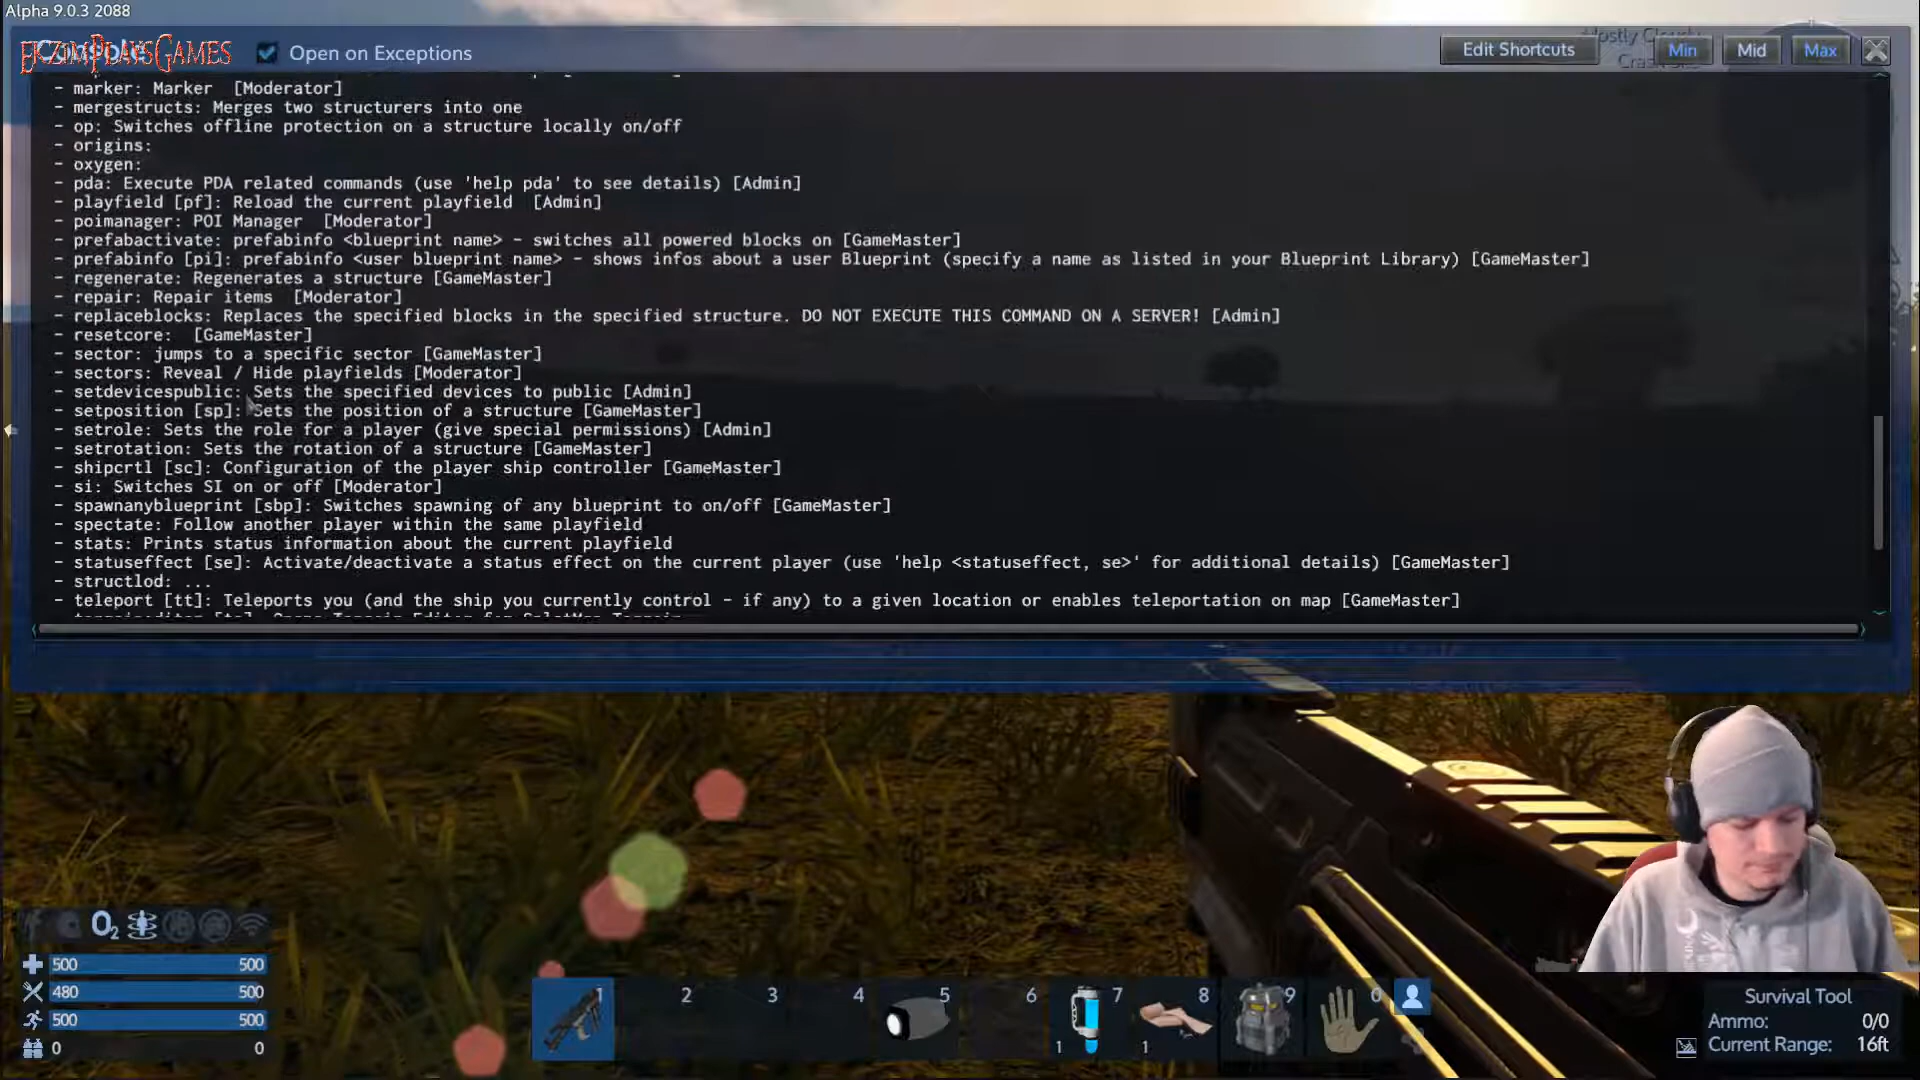 Alpha 9.0.3 2088
EKZIMPLAYSGAMES
Open on Exceptions
Edit Shortcuts
Min
Mid
Max
- marker: Marker [Moderator]
- mergestructs: Merges two structurers into one
- op: Switches offline protection on a structure locally on/off
- origins:
- oxygen:
- pda: Execute PDA related commands (use 'help pda' to see details) [Admin]
- playfield [pf]: Reload the current playfield [Admin]
- poimanager: POI Manager [Moderator]
- prefabactivate: prefabinfo <blueprint name> - switches all powered blocks on [GameMaster]
- prefabinfo [pi]: prefabinfo <user blueprint name> - shows infos about a user Blueprint (specify a name as listed in your Blueprint Library) [GameMaster]
- regenerate: Regenerates a structure [GameMaster]
- repair: Repair items [Moderator]
- replaceblocks: Replaces the specified blocks in the specified structure. DO NOT EXECUTE THIS COMMAND ON A SERVER! [Admin]
- resetcore: [GameMaster]
- sector: jumps to a specific sector [GameMaster]
- sectors: Reveal / Hide playfields [Moderator]
- setdevicespublic: Sets the specified devices to public [Admin]
- setposition [sp]: Sets the position of a structure [GameMaster]
- setrole: Sets the role for a player (give special permissions) [Admin]
- setrotation: Sets the rotation of a structure [GameMaster]
- shipcrtl [sc]: Configuration of the player ship controller [GameMaster]
- si: Switches SI on or off [Moderator]
- spawnanyblueprint [sbp]: Switches spawning of any blueprint to on/off [GameMaster]
- spectate: Follow another player within the same playfield
- stats: Prints status information about the current playfield
- statuseffect [se]: Activate/deactivate a status effect on the current player (use 'help <statuseffect, se>' for additional details) [GameMaster]
- structlod: ...
- teleport [tt]: Teleports you (and the ship you currently control - if any) to a given location or enables teleportation on map [GameMaster]
O2
500 500
480 500
500 500
0 0
1 2 3 4 5 6 7 8 9 0
1 1
Survival Tool
Ammo: 0/0
Current Range: 16ft